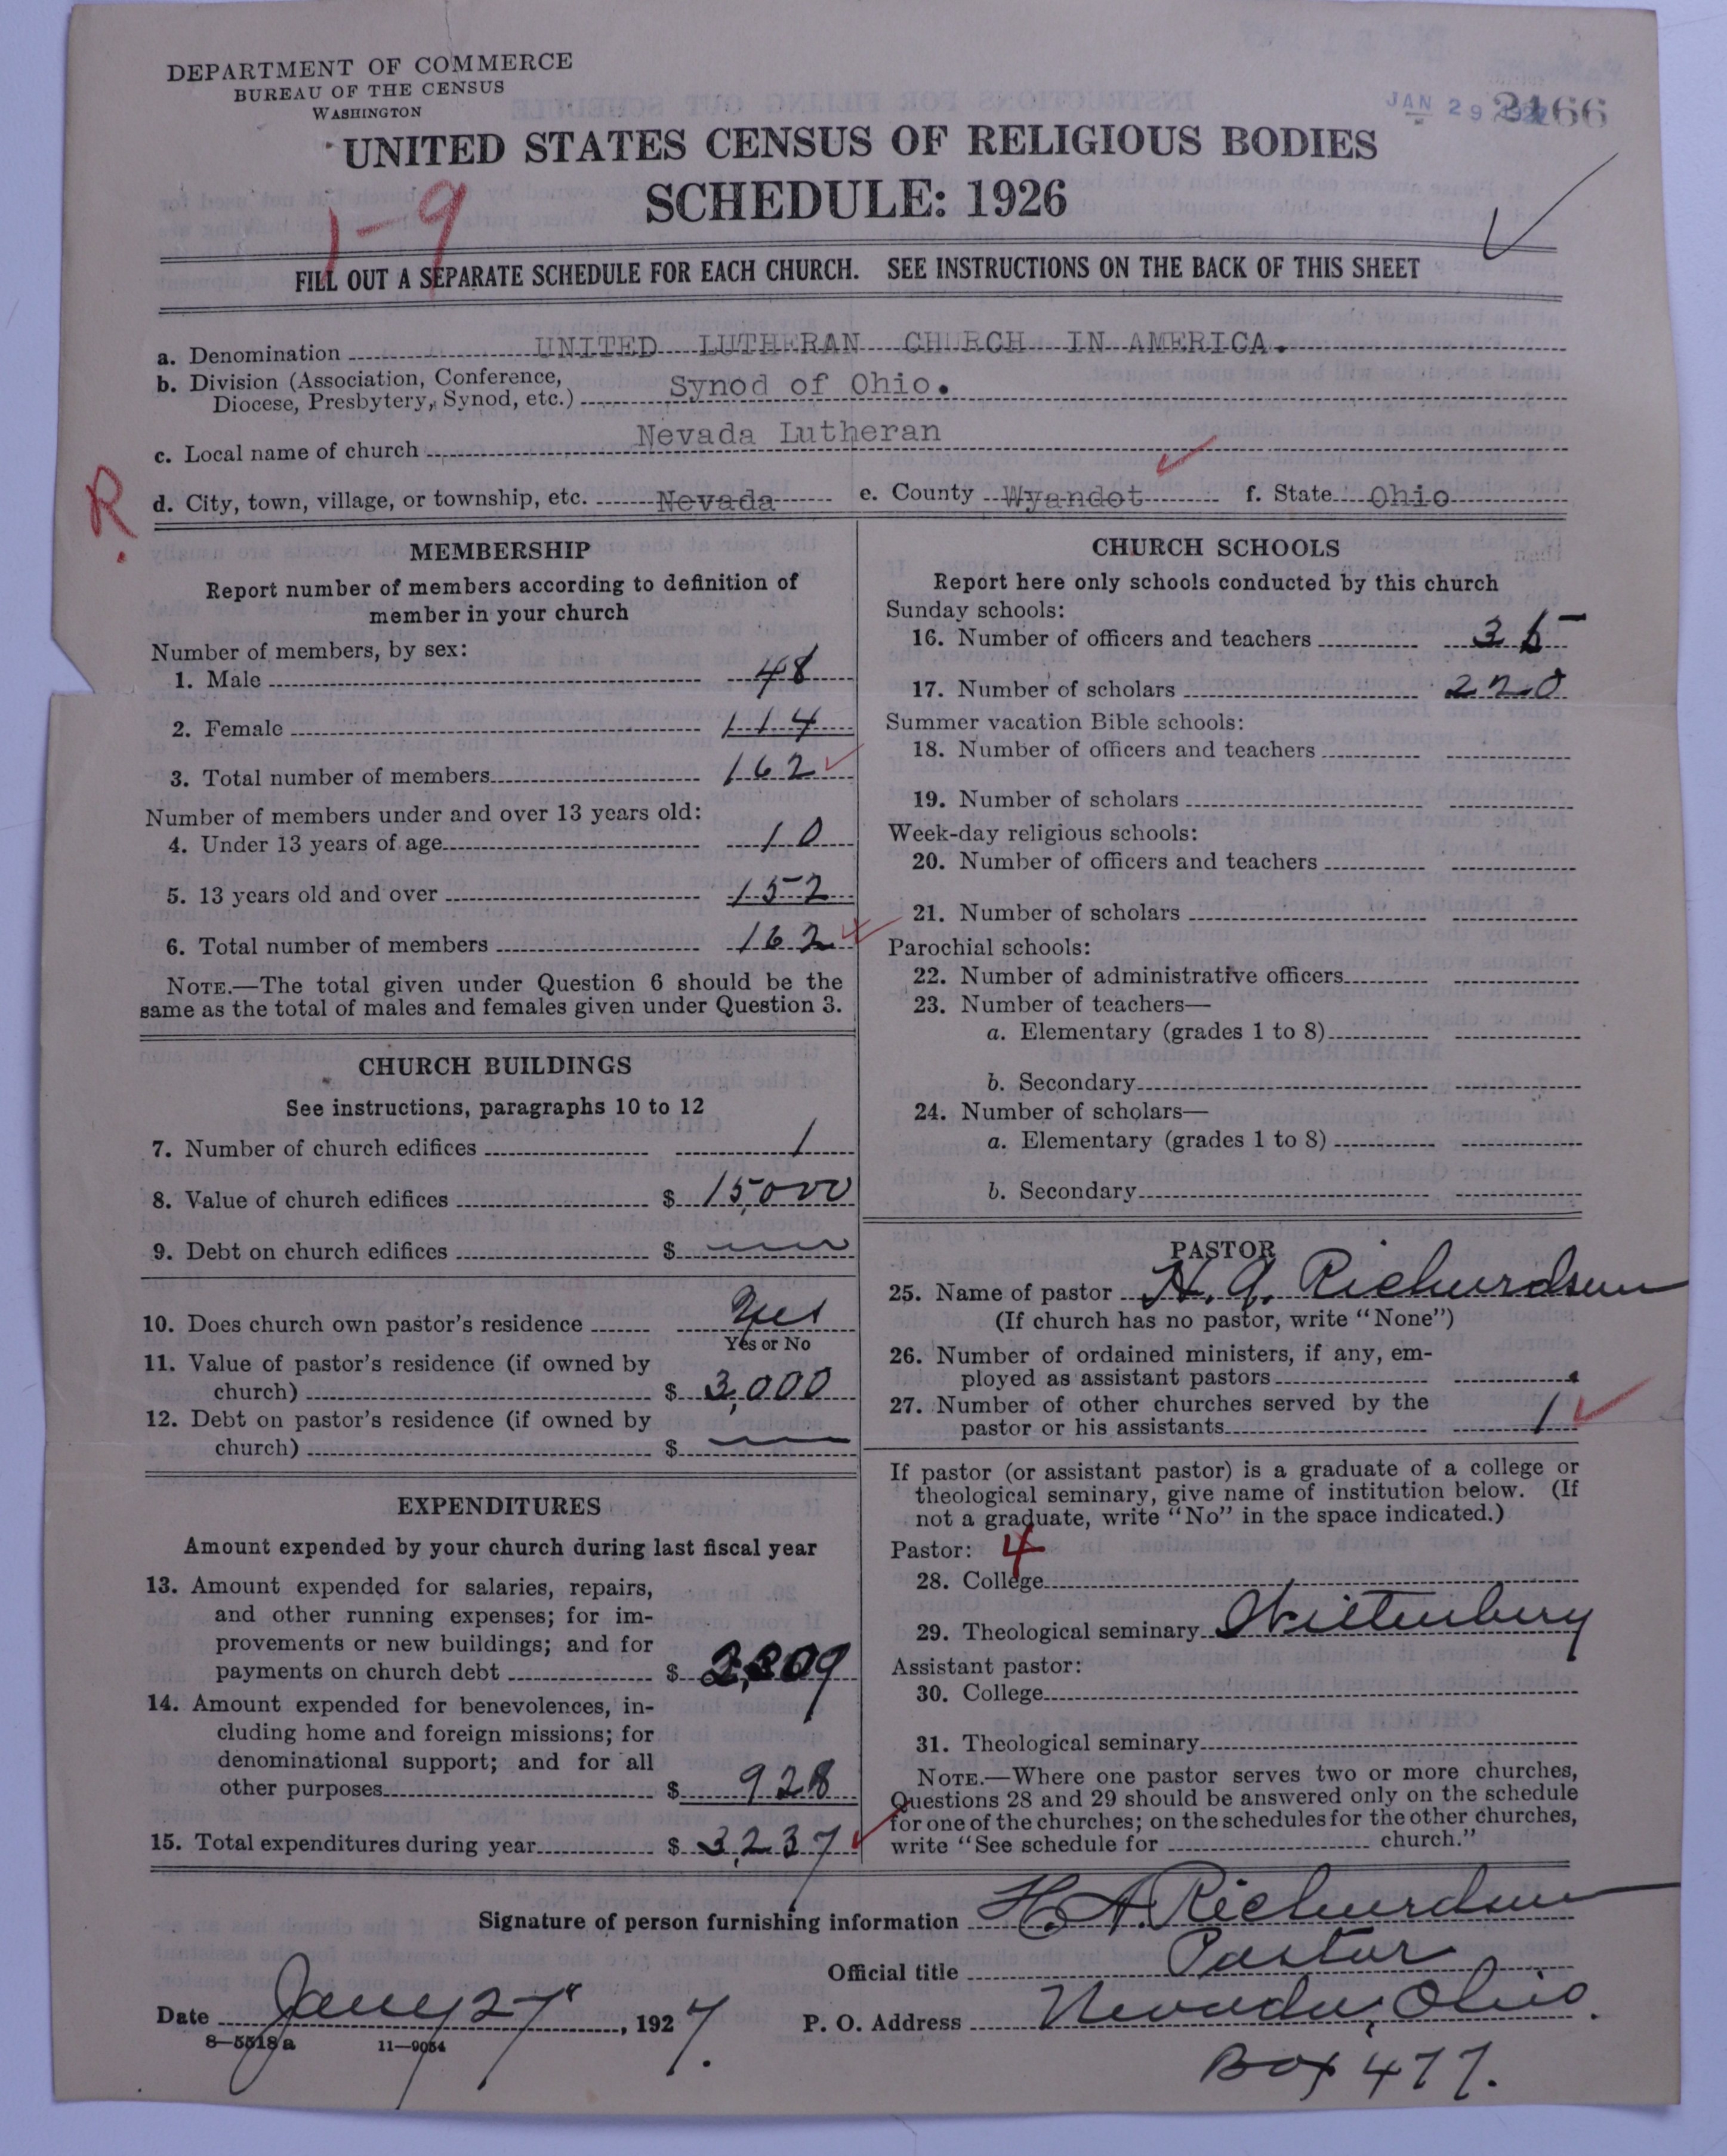 DEPARTMENT OF COMMERCE
BUREAU OF THE CENSUS
WASHINGTON
JAN 29
UNITED STATES CENSUS OF RELIGIOUS BODIES
SCHEDULE: 1926
1-9
FILL OUT A SEPARATE SCHEDULE FOR EACH CHURCH. SEE INSTRUCTIONS ON THE BACK OF THIS SHEET
a. Denomination UNITED LUTHERAN CHURCH IN AMERICA.
b. Division (Association, Conference,
Diocese, Presbytery, Synod, etc.) Synod of Ohio.
c. Local name of church Nevada Lutheran
R.
d. City, town, village, or township, etc. Nevada e. County Wyandot f. State Ohio
MEMBERSHIP
Report number of members according to definition of
member in your church
Number of members, by sex:
1. Male 48
2. Female 114
3. Total number of members 162
Number of members under and over 13 years old:
4. Under 13 years of age 10
5. 13 years old and over 152
6. Total number of members 162
NOTE.—The total given under Question 6 should be the
same as the total of males and females given under Question 3.
CHURCH BUILDINGS
See instructions, paragraphs 10 to 12
7. Number of church edifices 1
8. Value of church edifices $ 15,000
9. Debt on church edifices $
10. Does church own pastor's residence Yes
Yes or No
11. Value of pastor's residence (if owned by
church) $ 3,000
12. Debt on pastor's residence (if owned by
church) $
EXPENDITURES
Amount expended by your church during last fiscal year
13. Amount expended for salaries, repairs,
and other running expenses; for im-
provements or new buildings; and for
payments on church debt $ 2,309
14. Amount expended for benevolences, in-
cluding home and foreign missions; for
denominational support; and for all
other purposes $ 928
15. Total expenditures during year $ 3,237
CHURCH SCHOOLS
Report here only schools conducted by this church
Sunday schools:
16. Number of officers and teachers 35
17. Number of scholars 220
Summer vacation Bible schools:
18. Number of officers and teachers
19. Number of scholars
Week-day religious schools:
20. Number of officers and teachers
21. Number of scholars
Parochial schools:
22. Number of administrative officers
23. Number of teachers—
a. Elementary (grades 1 to 8)
b. Secondary
24. Number of scholars—
a. Elementary (grades 1 to 8)
b. Secondary
PASTOR
25. Name of pastor H. A. Richardson
(If church has no pastor, write "None")
26. Number of ordained ministers, if any, em-
ployed as assistant pastors
27. Number of other churches served by the
pastor or his assistants 1
If pastor (or assistant pastor) is a graduate of a college or
theological seminary, give name of institution below. (If
not a graduate, write "No" in the space indicated.)
Pastor: 4
28. College
29. Theological seminary Wittenberg
Assistant pastor:
30. College
31. Theological seminary
NOTE.—Where one pastor serves two or more churches,
Questions 28 and 29 should be answered only on the schedule
for one of the churches; on the schedules for the other churches,
write "See schedule for church."
Signature of person furnishing information H. A. Richardson
Official title Pastor
Date Jany 27", 1927. P. O. Address Nevada, Ohio.
8—5518 a 11—9054
Box 477.